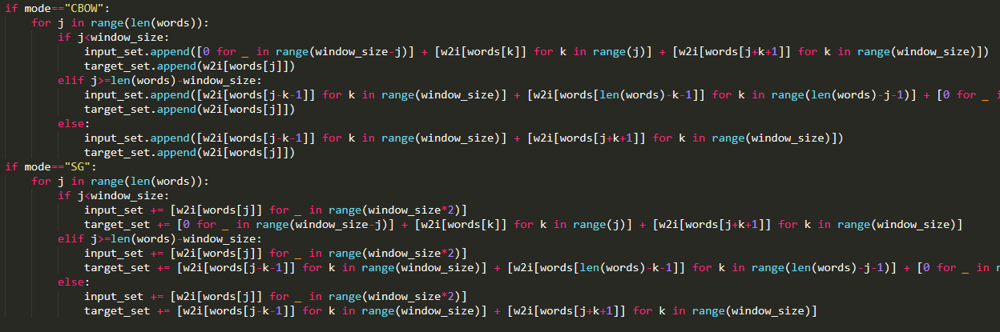 if mode=="CBOW":
    for j in range(len(words)):
        if j<window_size:
            input_set.append([0 for _ in range(window_size-j)] + [w2i[words[k]] for k in range(j)] + [w2i[words[j+k+1]] for k in range(window_size)])
            target_set.append(w2i[words[j]])
        elif j>=len(words)-window_size:
            input_set.append([w2i[words[j-k-1]] for k in range(window_size)] + [w2i[words[len(words)-k-1]] for k in range(len(words)-j-1)] + [0 for _
            target_set.append(w2i[words[j]])
        else:
            input_set.append([w2i[words[j-k-1]] for k in range(window_size)] + [w2i[words[j+k+1]] for k in range(window_size)])
            target_set.append(w2i[words[j]])
if mode=="SG":
    for j in range(len(words)):
        if j<window_size:
            input_set += [w2i[words[j]] for _ in range(window_size*2)]
            target_set += [0 for _ in range(window_size-j)] + [w2i[words[k]] for k in range(j)] + [w2i[words[j+k+1]] for k in range(window_size)]
        elif j>=len(words)-window_size:
            input_set += [w2i[words[j]] for _ in range(window_size*2)]
            target_set += [w2i[words[j-k-1]] for k in range(window_size)] + [w2i[words[len(words)-k-1]] for k in range(len(words)-j-1)] + [0 for _ in
        else:
            input_set += [w2i[words[j]] for _ in range(window_size*2)]
            target_set += [w2i[words[j-k-1]] for k in range(window_size)] + [w2i[words[j+k+1]] for k in range(window_size)]